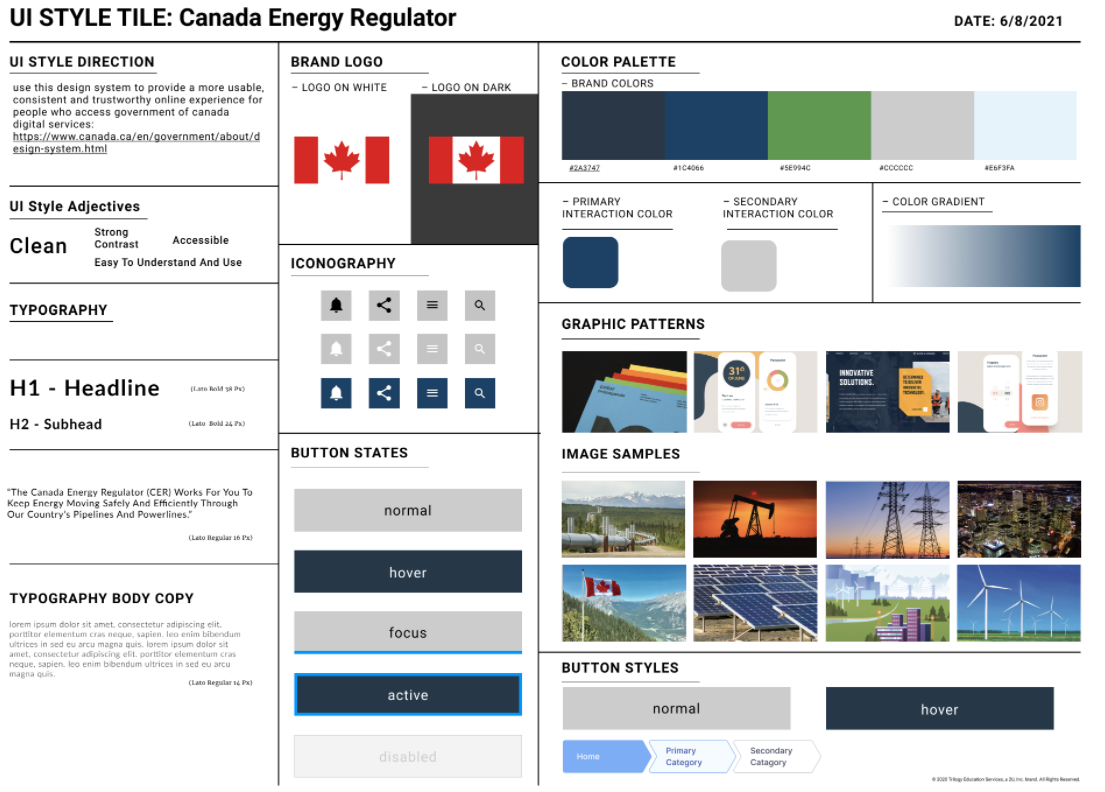 UI STYLE TILE: Canada Energy Regulator
DATE: 6/8/2021
UI STYLE DIRECTION
use this design system to provide a more usable,
consistent and trustworthy online experience for
people who access government of canada
digital services:
https://www.canada.ca/en/government/about/d
esign-system.html
UI Style Adjectives
Clean
Strong
Contrast
Accessible
Easy To Understand And Use
TYPOGRAPHY
H1 - Headline
(Lato Bold 38 Px)
H2 - Subhead
(Lato Bold 24 Px)
“The Canada Energy Regulator (CER) Works For You To
Keep Energy Moving Safely And Efficiently Through
Our Country's Pipelines And Powerlines.”
(Lato Regular 16 Px)
TYPOGRAPHY BODY COPY
lorem ipsum dolor sit amet, consectetur adipiscing elit.
porttitor elementum cras neque, sapien. leo enim bibendum
ultrices in sed eu arcu magna quis. lorem ipsum dolor sit
amet, consectetur adipiscing elit. porttitor elementum cras
neque, sapien. leo enim bibendum ultrices in sed eu arcu
magna quis.
(Lato Regular 14 Px)
BRAND LOGO
– LOGO ON WHITE
– LOGO ON DARK
ICONOGRAPHY
BUTTON STATES
normal
hover
focus
active
disabled
COLOR PALETTE
– BRAND COLORS
#2A3747
#1C4066
#5E994C
#CCCCCC
#E6F3FA
– PRIMARY
INTERACTION COLOR
– SECONDARY
INTERACTION COLOR
– COLOR GRADIENT
GRAPHIC PATTERNS
31
INNOVATIVE
SOLUTIONS.
IMAGE SAMPLES
BUTTON STYLES
normal
hover
Home
Primary
Category
Secondary
Catagory
© 2020 Trilogy Education Services, a 2U, Inc. brand. All Rights Reserved.